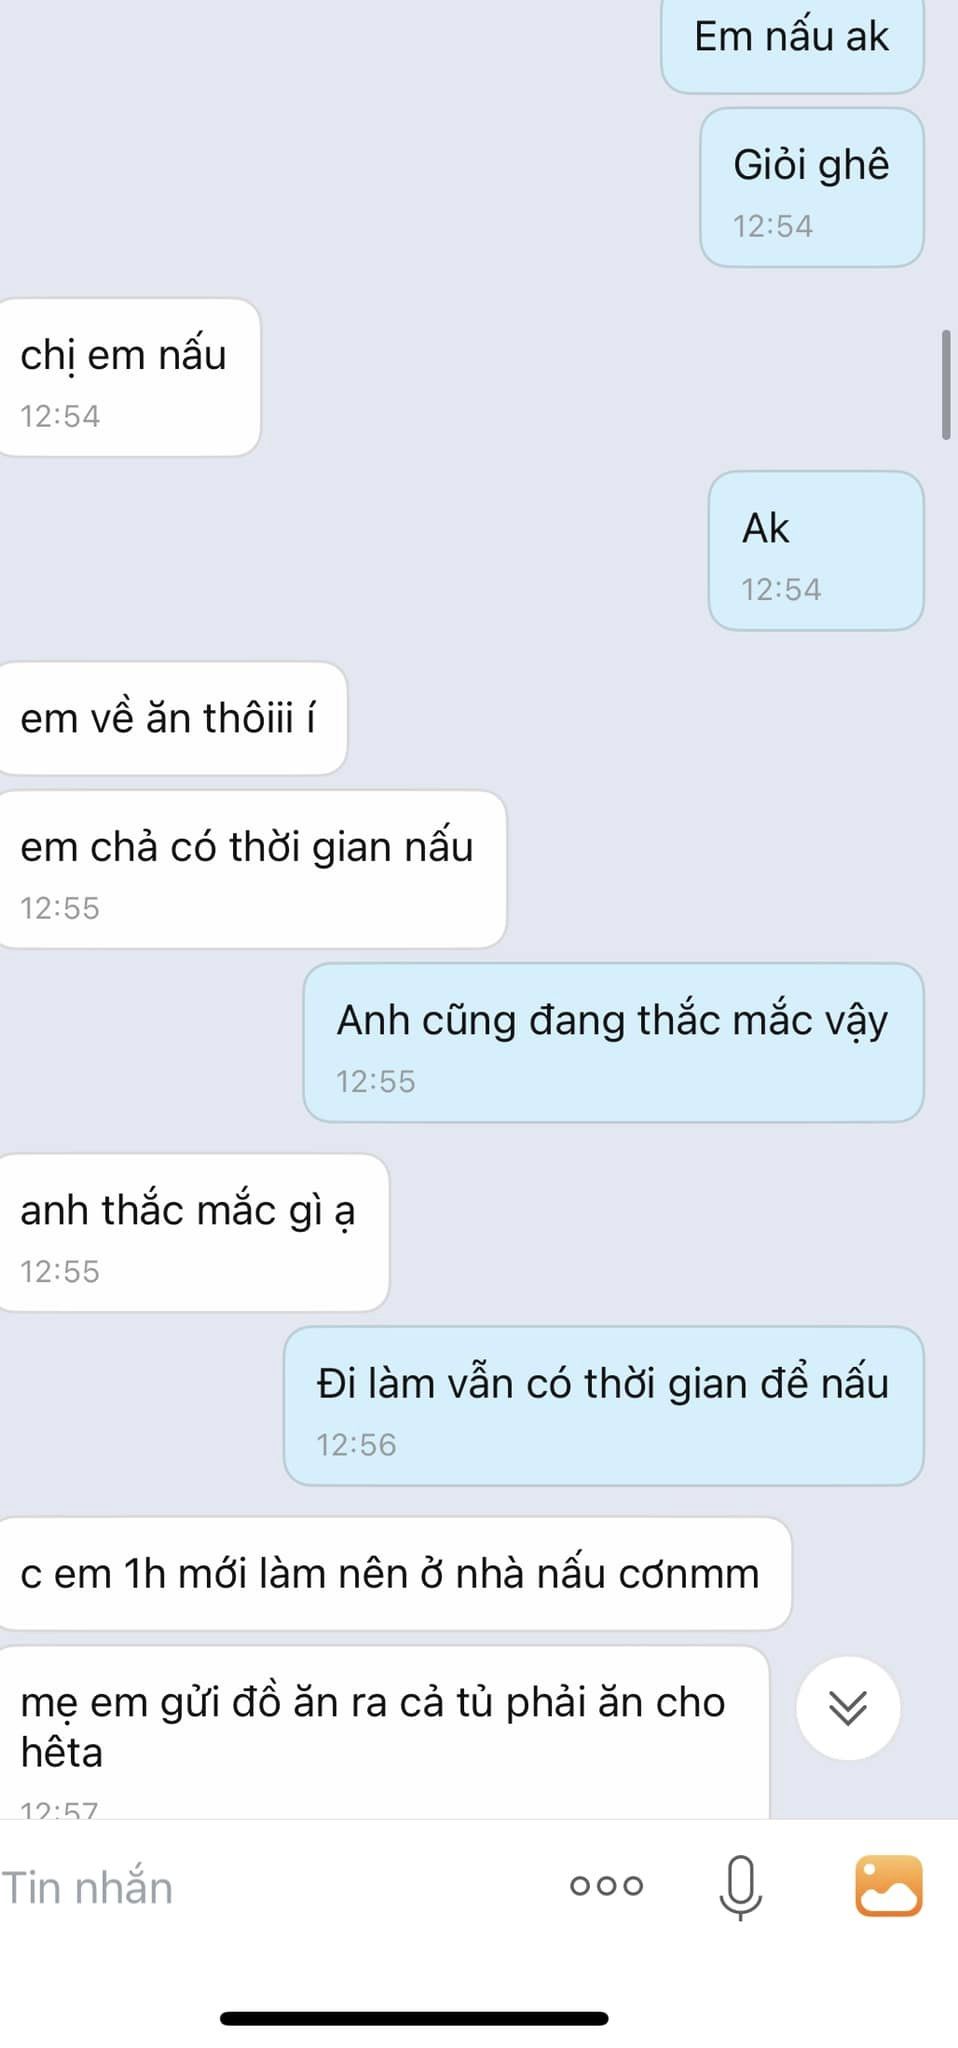 Em nấu ak
Giỏi ghê
12:54
chị em nấu
12:54
Ak
12:54
em về ăn thôiii í
em chả có thời gian nấu
12:55
Anh cũng đang thắc mắc vậy
12:55
anh thắc mắc gì ạ
12:55
Đi làm vẫn có thời gian để nấu
12:56
c em 1h mới làm nên ở nhà nấu cơnmm
mẹ em gửi đồ ăn ra cả tủ phải ăn cho
hêta
12:57
Tin nhắn